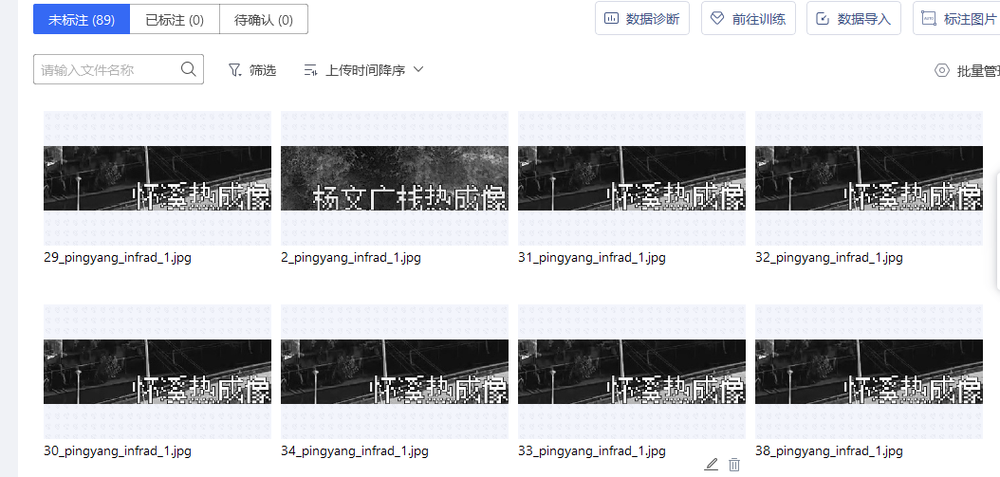 未标注 (89) 已标注 (0) 待确认 (0) 数据诊断 前往训练 数据导入 标注图片
请输入文件名称 筛选 上传时间降序 批量管
怀溪热成像 杨文广栈热成像 怀溪热成像 怀溪热成像
29_pingyang_infrad_1.jpg 2_pingyang_infrad_1.jpg 31_pingyang_infrad_1.jpg 32_pingyang_infrad_1.jpg
怀溪热成像 怀溪热成像 怀溪热成像 怀溪热成像
30_pingyang_infrad_1.jpg 34_pingyang_infrad_1.jpg 33_pingyang_infrad_1.jpg 38_pingyang_infrad_1.jpg